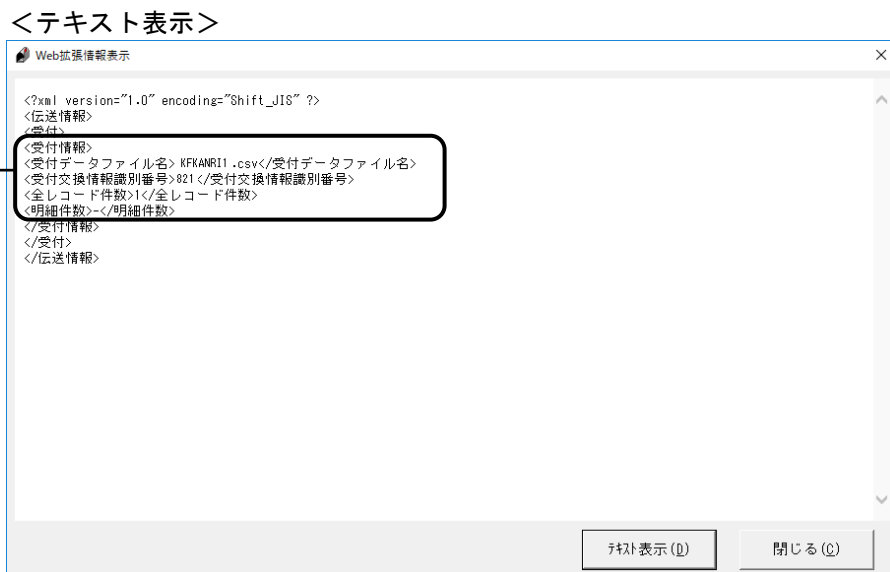 ＜テキスト表示＞
Web拡張情報表示
<?xml version="1.0" encoding="Shift_JIS" ?>
<伝送情報>
<受付>
<受付情報>
<受付データファイル名> KFKANRI1.csv</受付データファイル名>
<受付交換情報識別番号>821</受付交換情報識別番号>
<全レコード件数>1</全レコード件数>
<明細件数>-</明細件数>
</受付情報>
</受付>
</伝送情報>
ﾃｷｽﾄ表示(D)
閉じる(C)